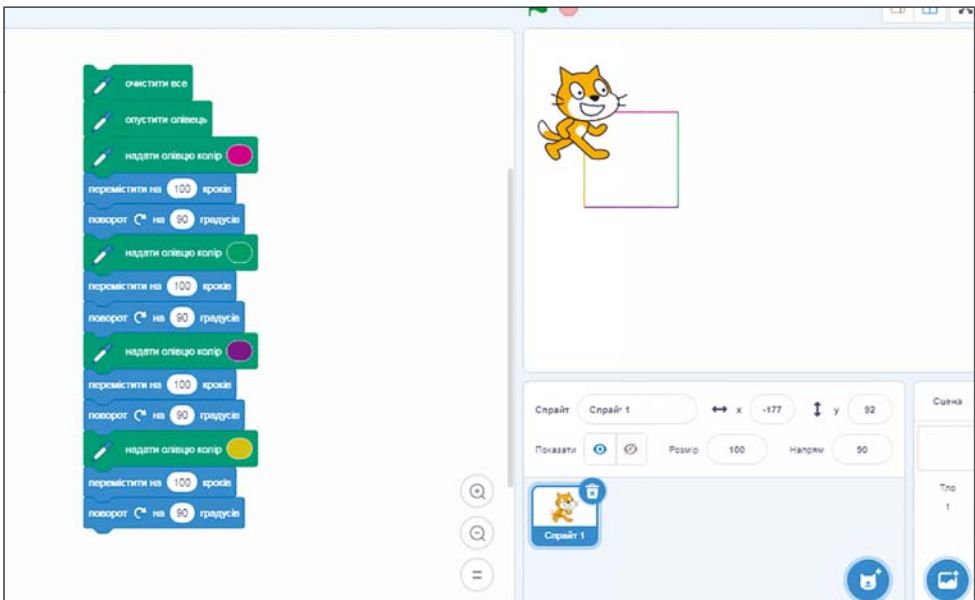 очистити все
опустити олівець
надати олівцю колір
перемістити на 100 кроків
поворот на 90 градусів
надати олівцю колір
перемістити на 100 кроків
поворот на 90 градусів
надати олівцю колір
перемістити на 100 кроків
поворот на 90 градусів
надати олівцю колір
перемістити на 100 кроків
поворот на 90 градусів
Спрайт Спрайт 1 x -177 y 92
Показати Розмір 100 Напрям 90
Спрайт 1
Сцена
Тло
1